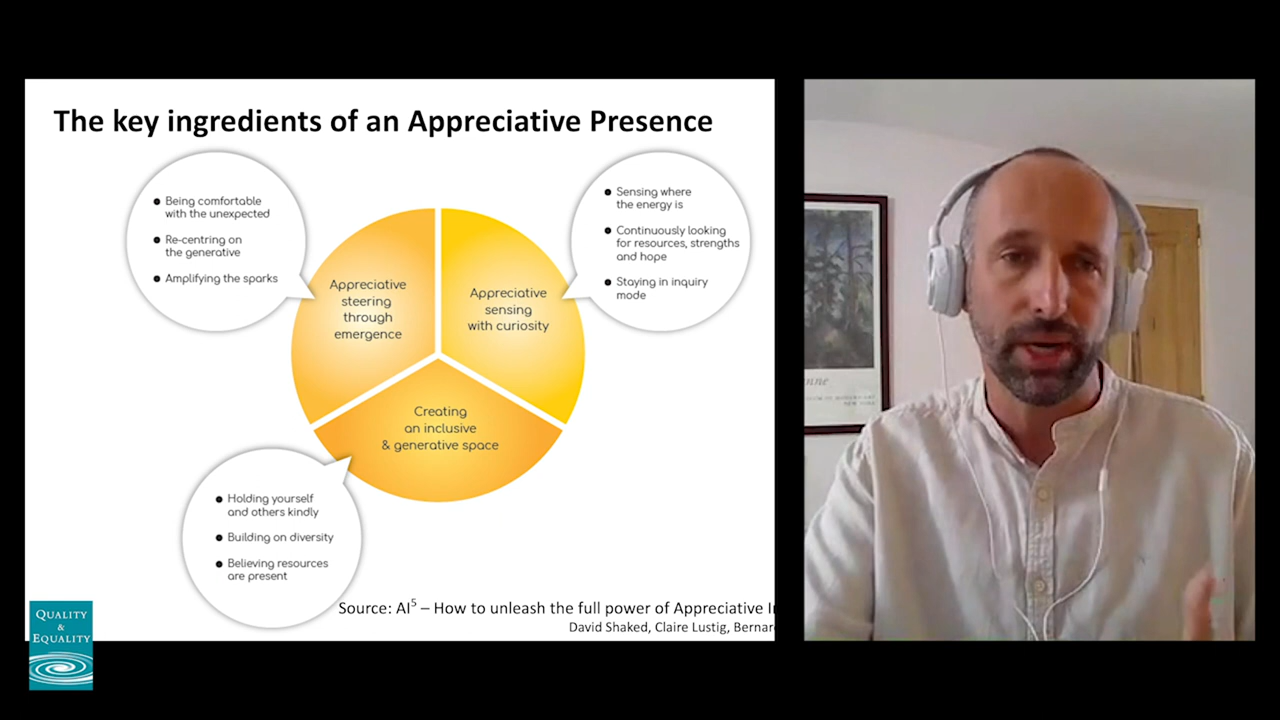 The key ingredients of an Appreciative Presence
Being comfortable
with the unexpected
Re-centring on
the generative
Amplifying the sparks
Sensing where
the energy is
Continuously looking
for resources, strengths
and hope
Staying in inquiry
mode
Appreciative
steering
through
emergence
Appreciative
sensing
with curiosity
Creating
an inclusive
& generative space
Holding yourself
and others kindly
Building on diversity
Believing resources
are present
Source: AI⁵ – How to unleash the full power of Appreciative
David Shaked, Claire Lustig,
QUALITY
&
EQUALITY
NEW YORK